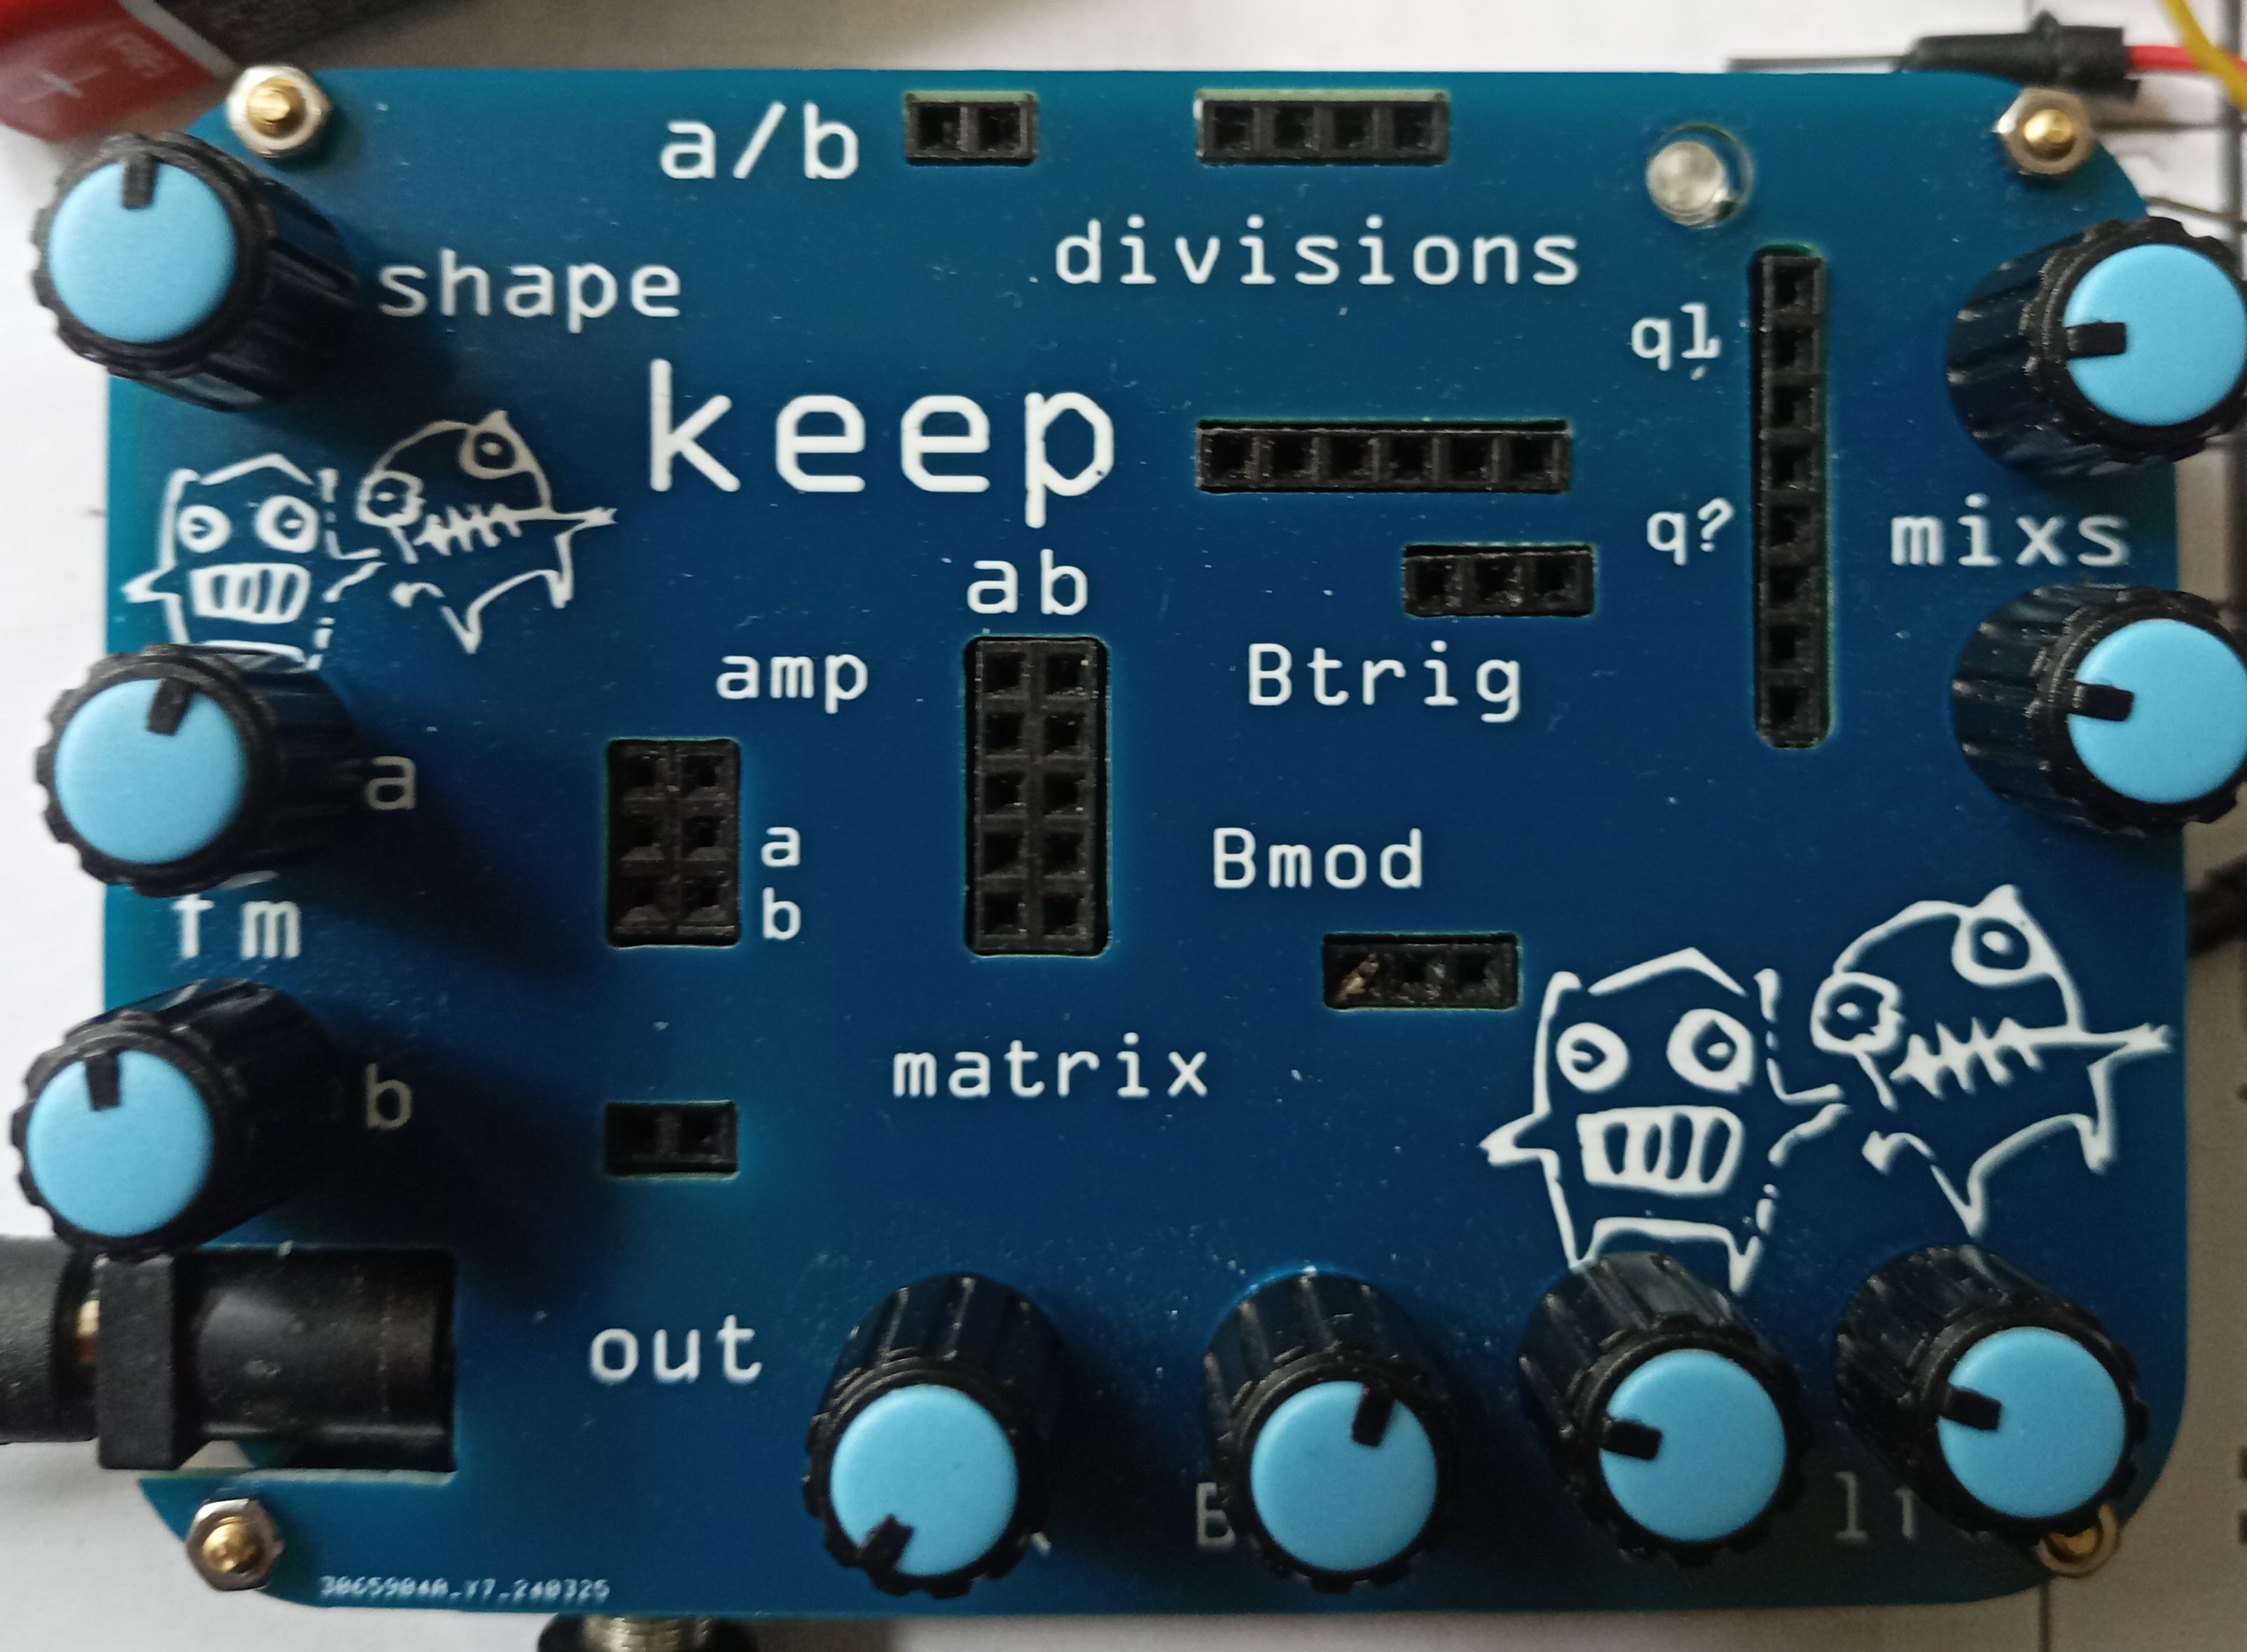 a/b
divisions
shape
q1
keep
q?
mixs
ab
amp
Btrig
a
a
Bmod
b
fm
matrix
b
out